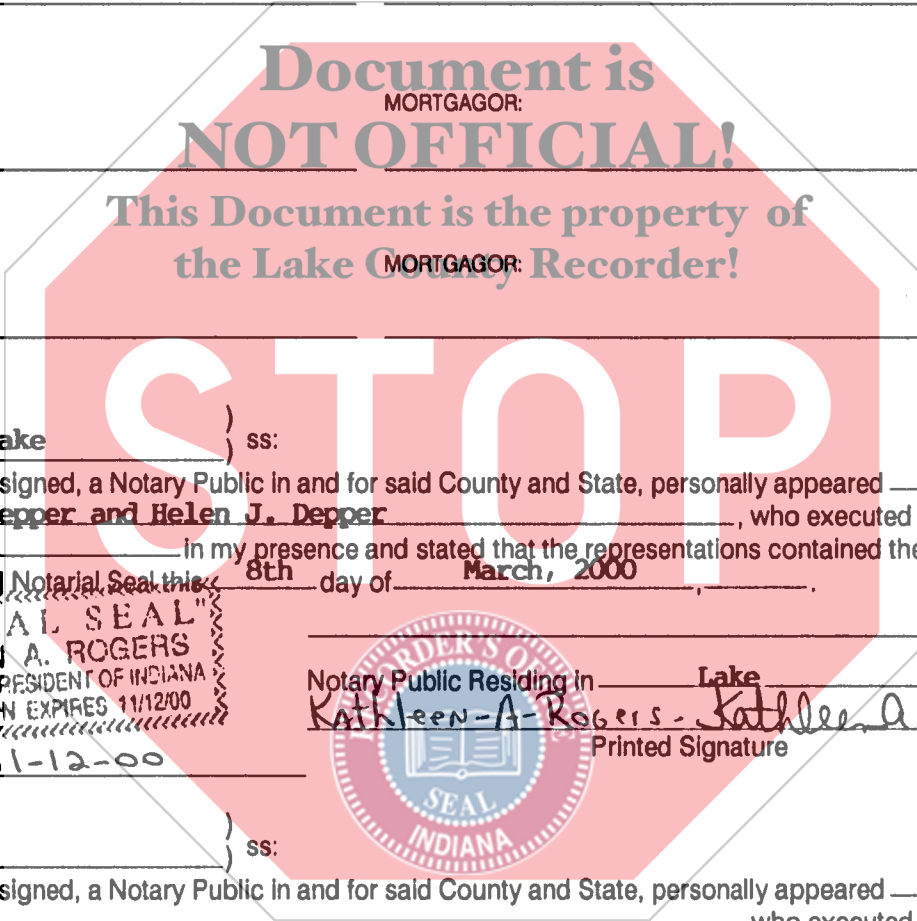 Document is
MORTGAGOR:
NOT OFFICIAL!
This Document is the property of
the Lake County Recorder!
MORTGAGOR:
STOP
ake ) ss:
signed, a Notary Public in and for said County and State, personally appeared
epper and Helen J. Depper, who executed
in my presence and stated that the representations contained the
Notarial Seal this 8th day of March, 2000, .
AL SEAL"
A. ROGERS
RESIDENT OF INDIANA
N EXPIRES 11/12/00
1-12-00
Notary Public Residing in Lake
Kathleen-A-Rogers- Kathleen A
Printed Signature
RECORDER'S OFFICE
SEAL
INDIANA
) ss:
signed, a Notary Public in and for said County and State, personally appeared
who executed